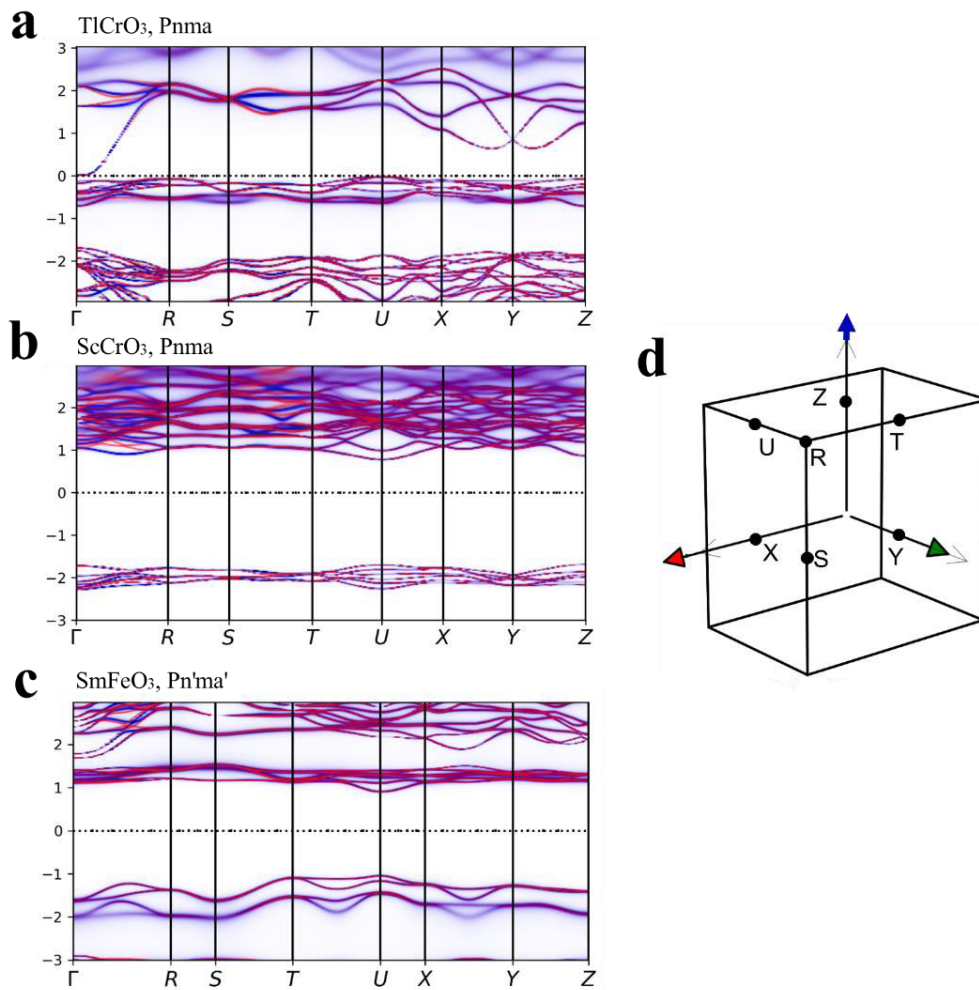 a
TlCrO₃, Pnma
3
2
1
0
−1
−2
Γ R S T U X Y Z
b
ScCrO₃, Pnma
2
1
0
−1
−2
−3
Γ R S T U X Y Z
c
SmFeO₃, Pn'ma'
2
1
0
−1
−2
−3
Γ R S T U X Y Z
d
Z
U
R
T
X
S
Y